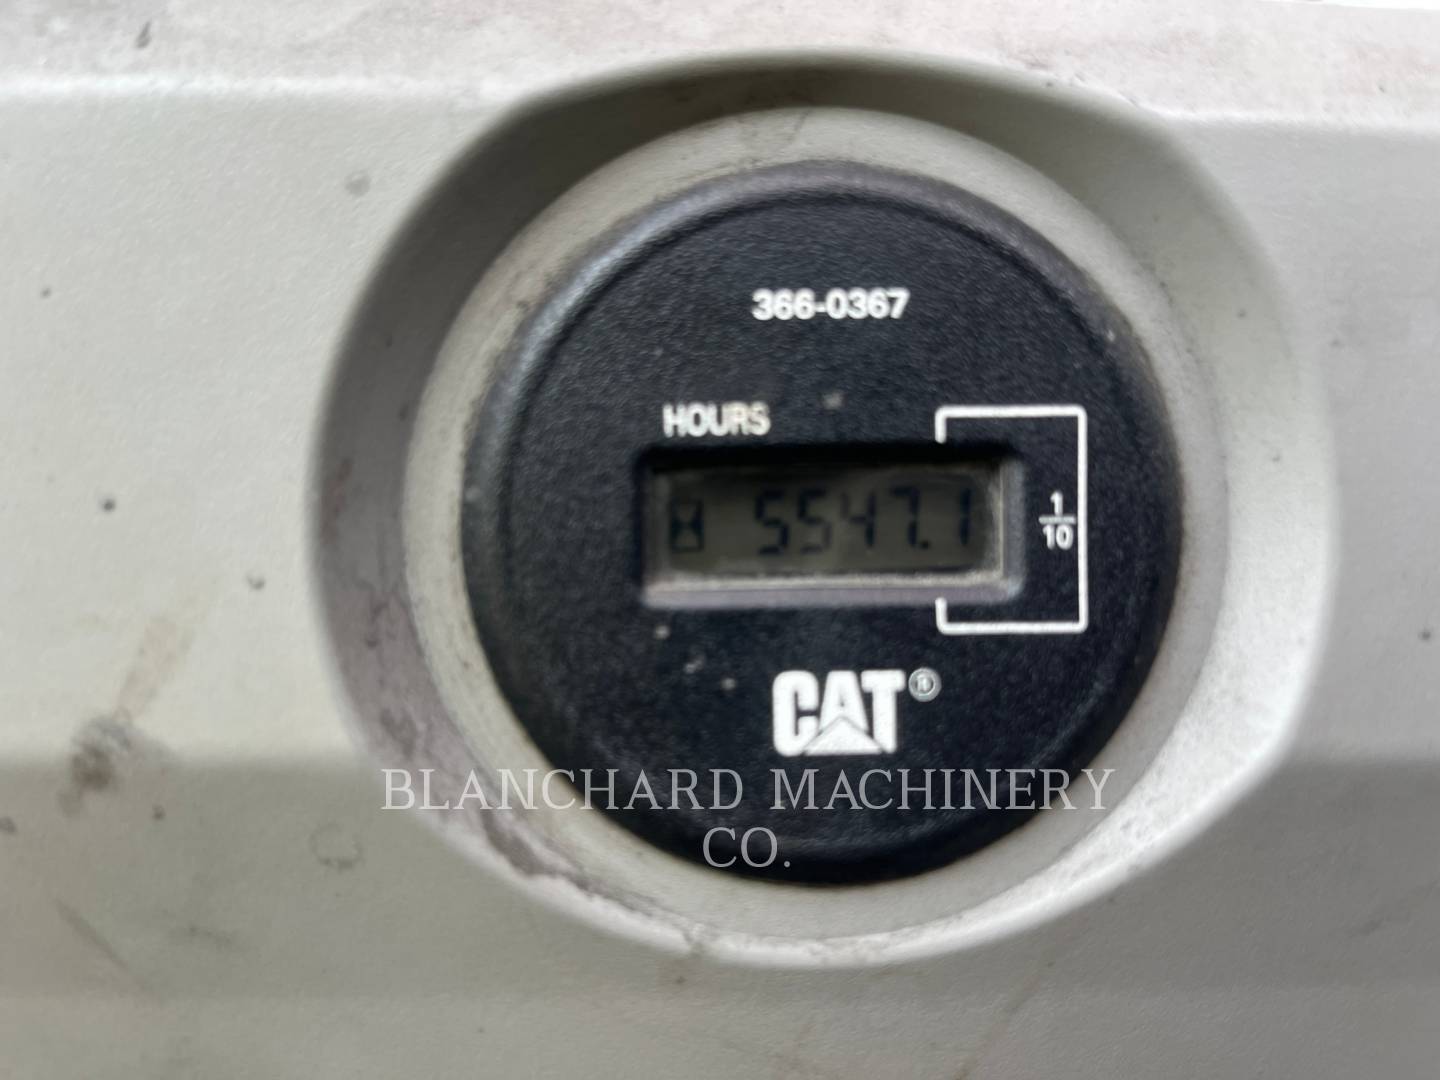 366-0367
HOURS
5547.1
1
10
CAT®
BLANCHARD MACHINERY
CO.